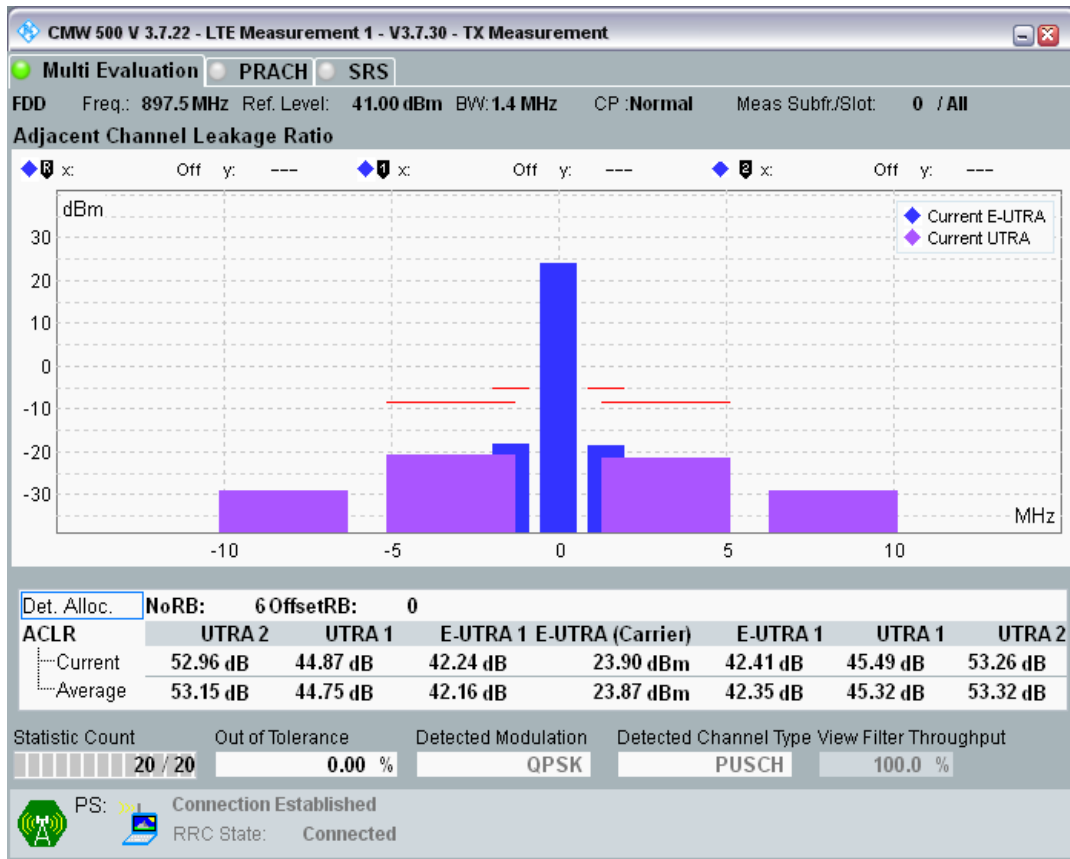 CMW 500 V 3.7.22 - LTE Measurement 1 - V3.7.30 - TX Measurement
Multi Evaluation PRACH SRS
FDD Freq.: 897.5 MHz Ref. Level: 41.00 dBm BW: 1.4 MHz CP :Normal Meas Subfr./Slot: 0 / All
Adjacent Channel Leakage Ratio
R x: Off y: --- 1 x: Off y: --- 2 x: Off y: ---
dBm
Current E-UTRA
Current UTRA
30
20
10
0
-10
-20
-30
MHz
-10 -5 0 5 10
Det. Alloc. NoRB: 6 OffsetRB: 0
ACLR UTRA 2 UTRA 1 E-UTRA 1 E-UTRA (Carrier) E-UTRA 1 UTRA 1 UTRA 2
Current 52.96 dB 44.87 dB 42.24 dB 23.90 dBm 42.41 dB 45.49 dB 53.26 dB
Average 53.15 dB 44.75 dB 42.16 dB 23.87 dBm 42.35 dB 45.32 dB 53.32 dB
Statistic Count Out of Tolerance Detected Modulation Detected Channel Type View Filter Throughput
20 / 20 0.00 % QPSK PUSCH 100.0 %
PS: Connection Established
RRC State: Connected